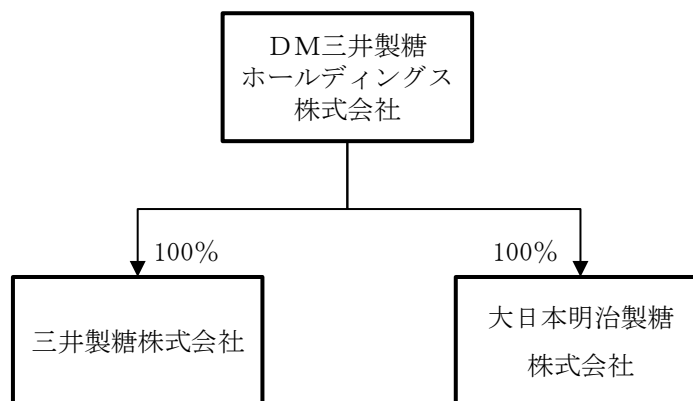 ＤＭ三井製糖
ホールディングス
株式会社
100%
100%
三井製糖株式会社
大日本明治製糖
株式会社